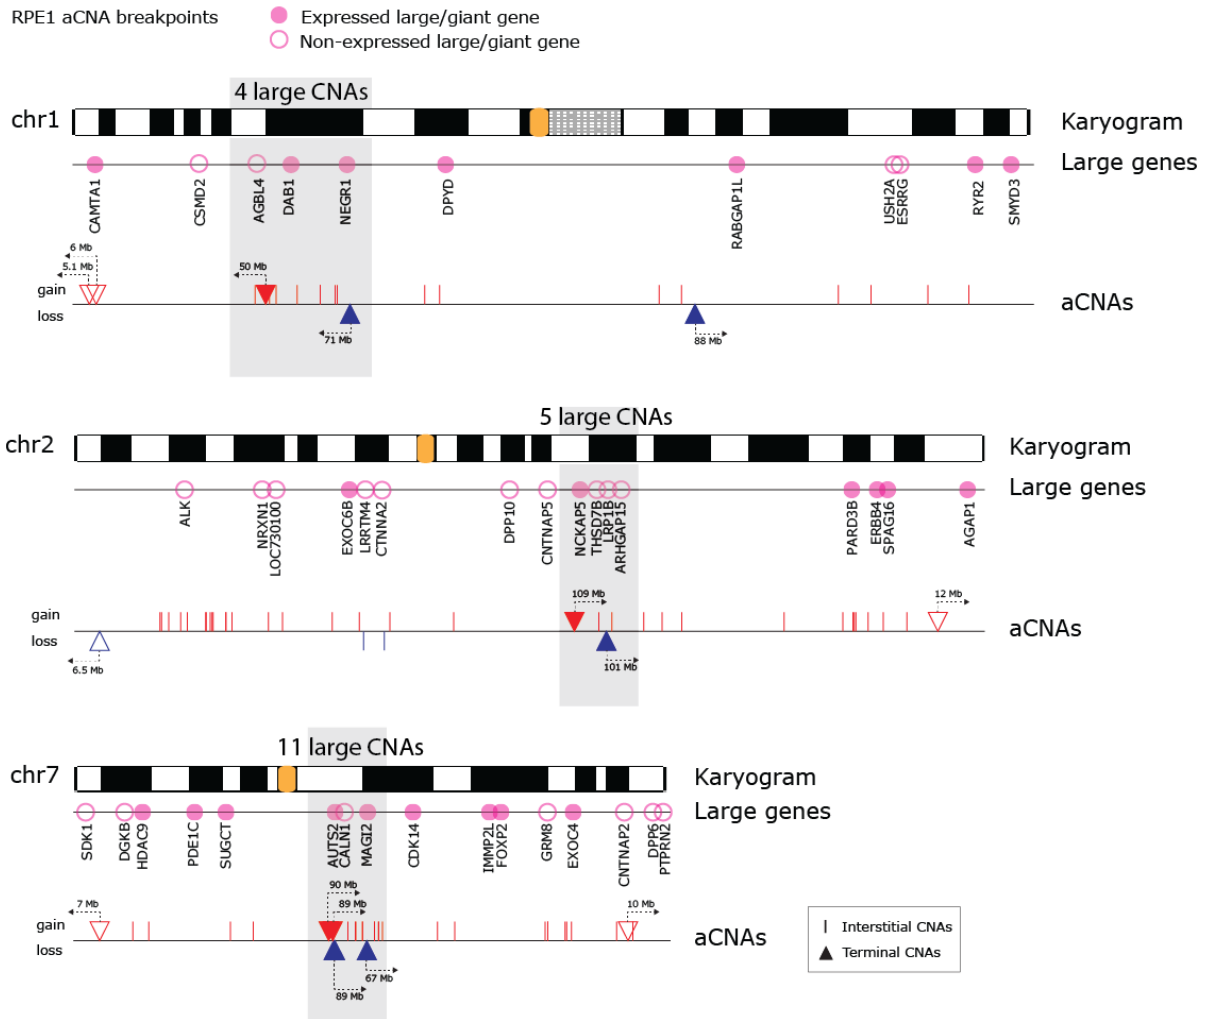 RPE1 aCNA breakpoints
Expressed large/giant gene
Non-expressed large/giant gene
4 large CNAs
chr1
Karyogram
Large genes
CAMTA1
CSMD2
AGBL4
DAB1
NEGR1
DPYD
RABGAP1L
USH2A
ESRRG
RYR2
SMYD3
6 Mb
5.1 Mb
50 Mb
gain
loss
aCNAs
71 Mb
88 Mb
5 large CNAs
chr2
Karyogram
Large genes
ALK
NRXN1
LOC730100
EXOC6B
LRRTM4
CTNNA2
DPP10
CNTNAP5
NCKAP5
THSD7B
LRP1B
ARHGAP15
PARD3B
ERBB4
SPAG16
AGAP1
109 Mb
12 Mb
gain
loss
aCNAs
6.5 Mb
101 Mb
11 large CNAs
chr7
Karyogram
Large genes
SDK1
DGKB
HDAC9
PDE1C
SUGCT
AUTS2
CALN1
MAGI2
CDK14
IMMP2L
FOXP2
GRM8
EXOC4
CNTNAP2
DPP6
PTPRN2
90 Mb
7 Mb
89 Mb
10 Mb
gain
loss
aCNAs
67 Mb
89 Mb
Interstitial CNAs
Terminal CNAs